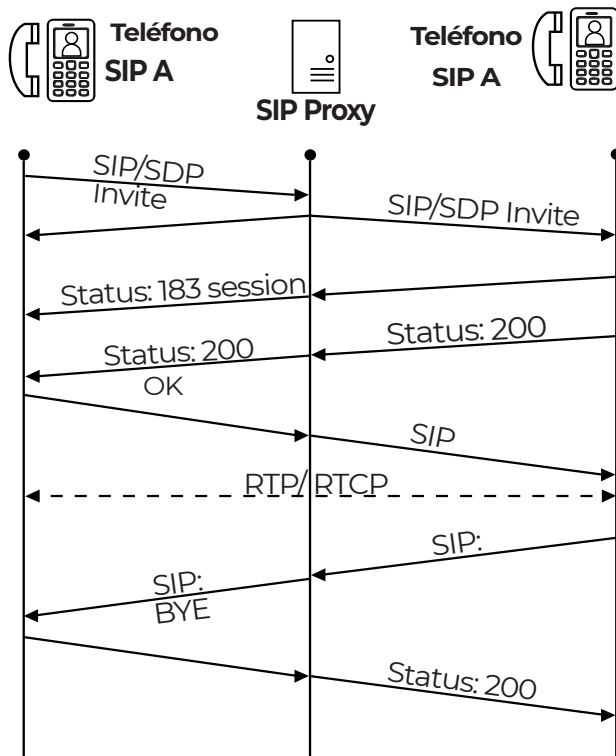 Teléfono
SIP A
SIP Proxy
Teléfono
SIP A
SIP/SDP
Invite
SIP/SDP Invite
Status: 183 session
Status: 200
Status: 200
OK
SIP
RTP/ RTCP
SIP:
SIP:
BYE
Status: 200